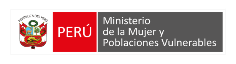 PERÚ
Ministerio
de la Mujer y
Poblaciones Vulnerables